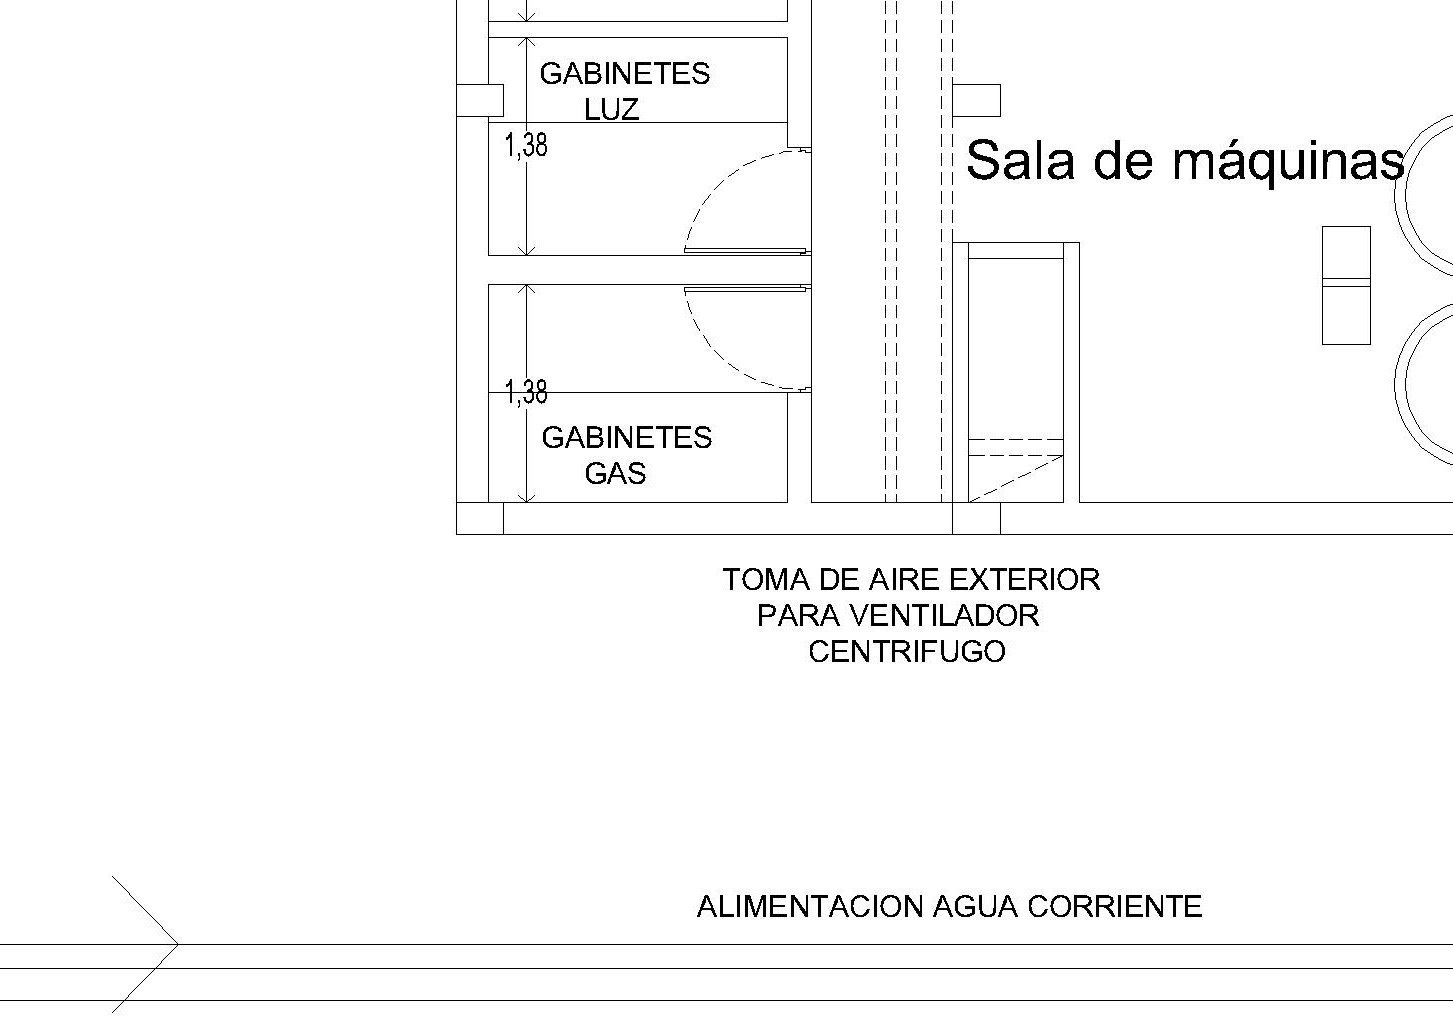 GABINETES
LUZ
1,38
Sala de máquinas
1,38
GABINETES
GAS
TOMA DE AIRE EXTERIOR
PARA VENTILADOR
CENTRIFUGO
ALIMENTACION AGUA CORRIENTE